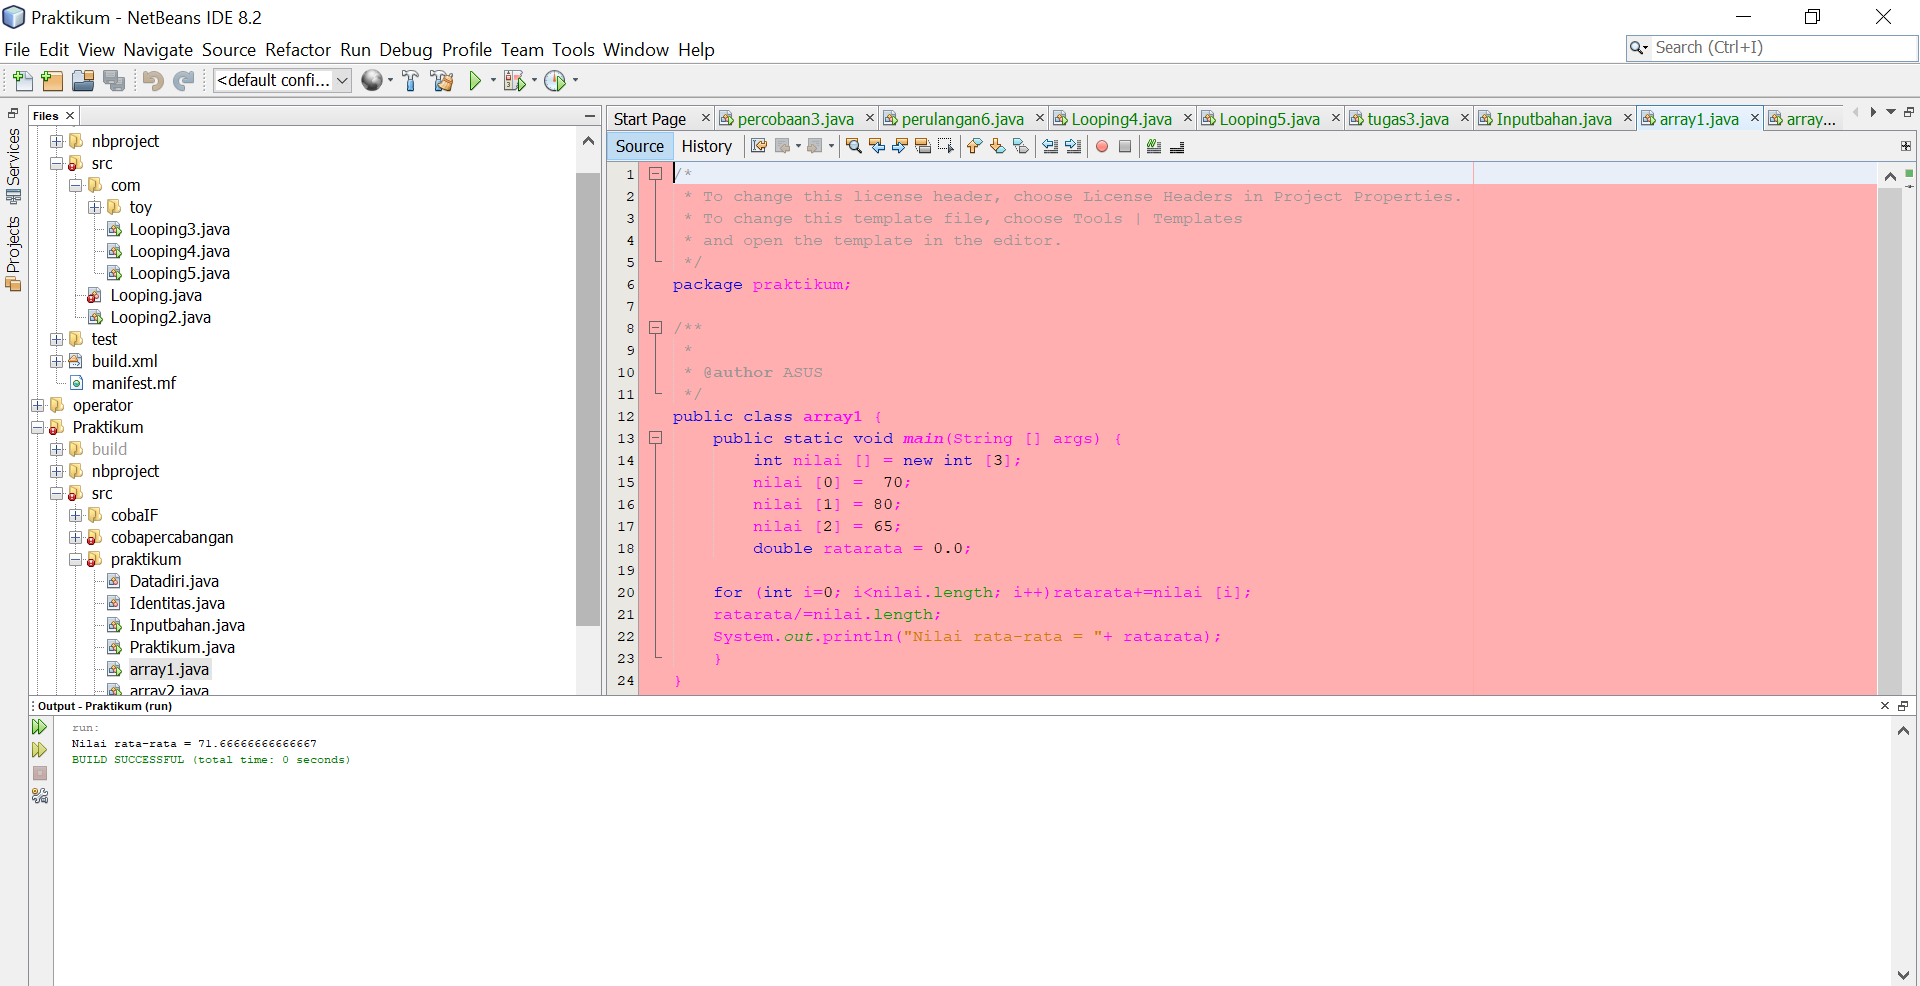 Praktikum - NetBeans IDE 8.2
File Edit View Navigate Source Refactor Run Debug Profile Team Tools Window Help
Search (Ctrl+I)
<default confi...
Services
Projects
Files
nbproject
src
com
toy
Looping3.java
Looping4.java
Looping5.java
Looping.java
Looping2.java
test
build.xml
manifest.mf
operator
Praktikum
build
nbproject
src
cobaIF
cobapercabangan
praktikum
Datadiri.java
Identitas.java
Inputbahan.java
Praktikum.java
array1.java
array2.java
Start Page percobaan3.java perulangan6.java Looping4.java Looping5.java tugas3.java Inputbahan.java array1.java array...
Source History
1 /*
2 * To change this license header, choose License Headers in Project Properties.
3 * To change this template file, choose Tools | Templates
4 * and open the template in the editor.
5 */
6 package praktikum;
7
8 /**
9 *
10 * @author ASUS
11 */
12 public class array1 {
13 public static void main(String [] args) {
14 int nilai [] = new int [3];
15 nilai [0] =  70;
16 nilai [1] = 80;
17 nilai [2] = 65;
18 double ratarata = 0.0;
19
20 for (int i=0; i<nilai.length; i++)ratarata+=nilai [i];
21 ratarata/=nilai.length;
22 System.out.println("Nilai rata-rata = "+ ratarata);
23 }
24 }
Output - Praktikum (run)
run:
Nilai rata-rata = 71.66666666666667
BUILD SUCCESSFUL (total time: 0 seconds)